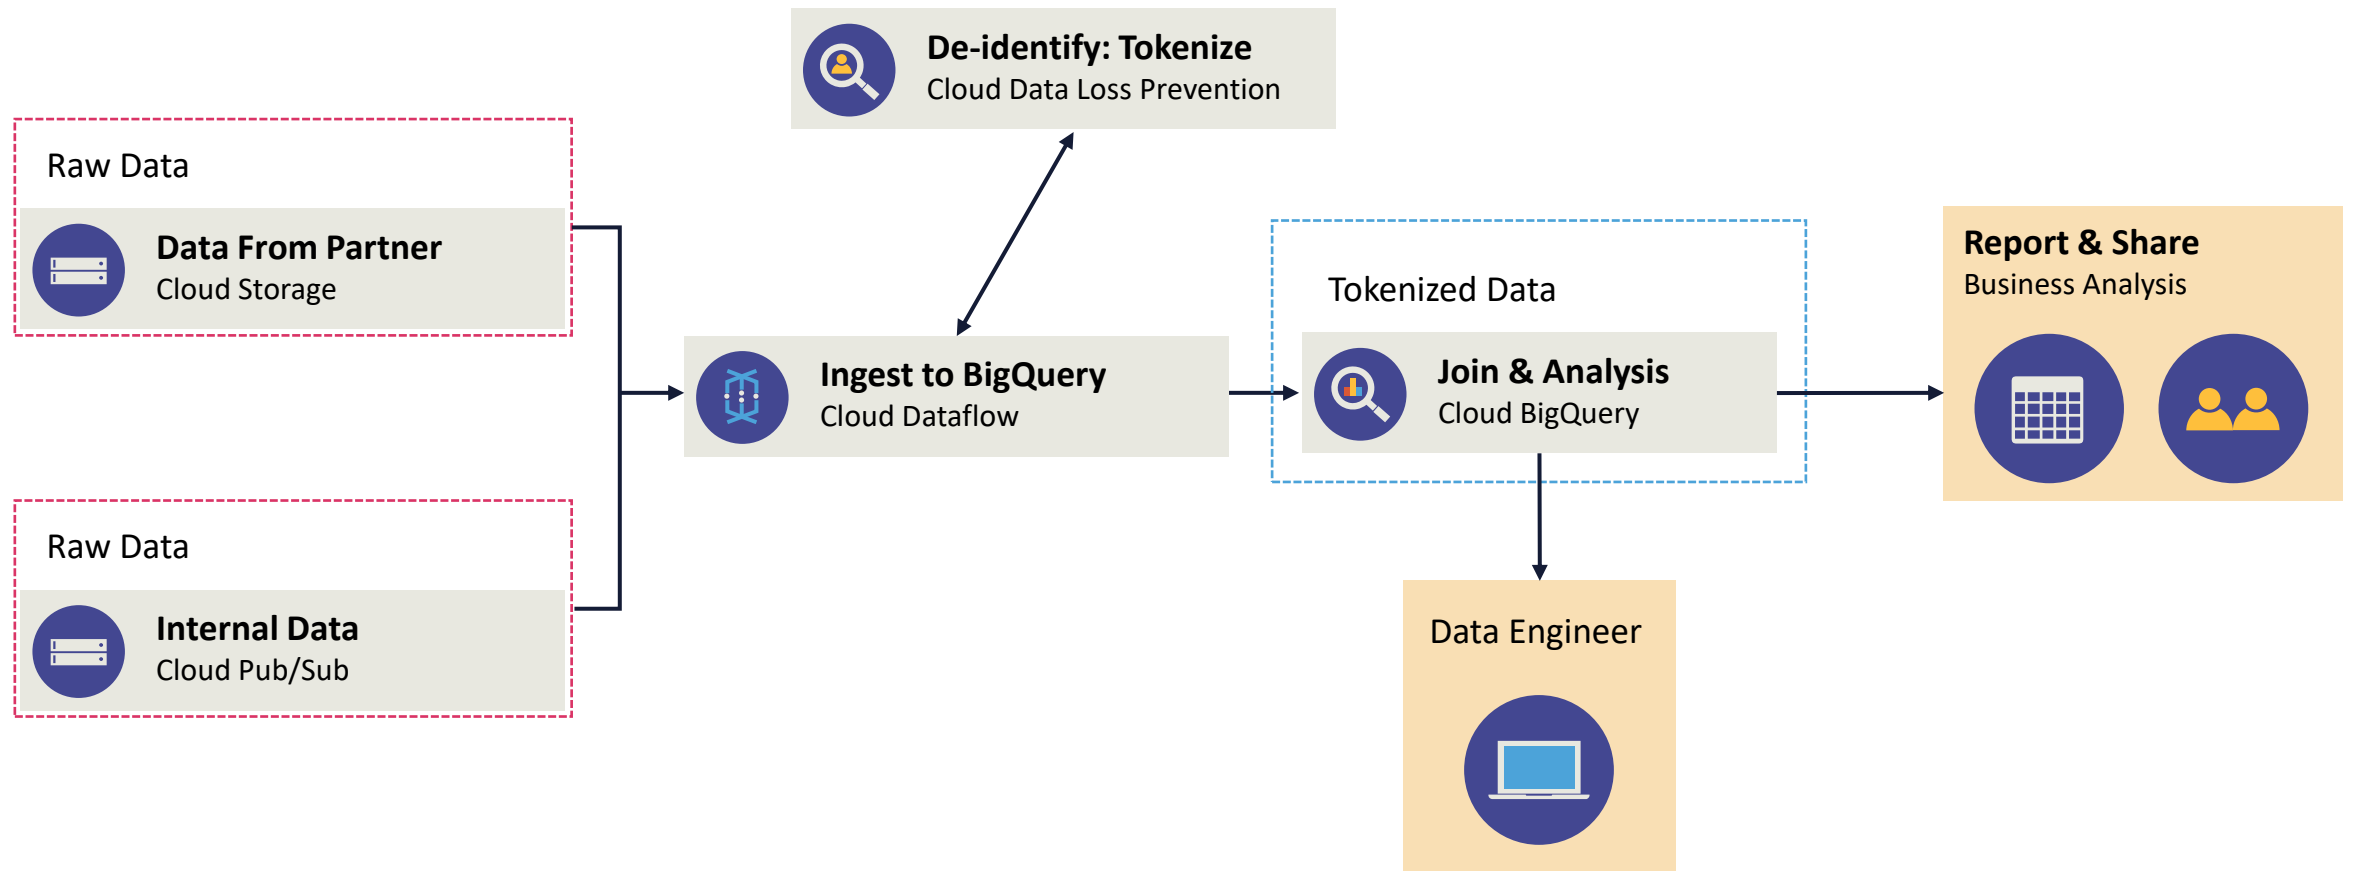 De-identify: Tokenize
Cloud Data Loss Prevention
Raw Data
Data From Partner
Cloud Storage
Raw Data
Internal Data
Cloud Pub/Sub
Ingest to BigQuery
Cloud Dataflow
Tokenized Data
Join & Analysis
Cloud BigQuery
Report & Share
Business Analysis
Data Engineer